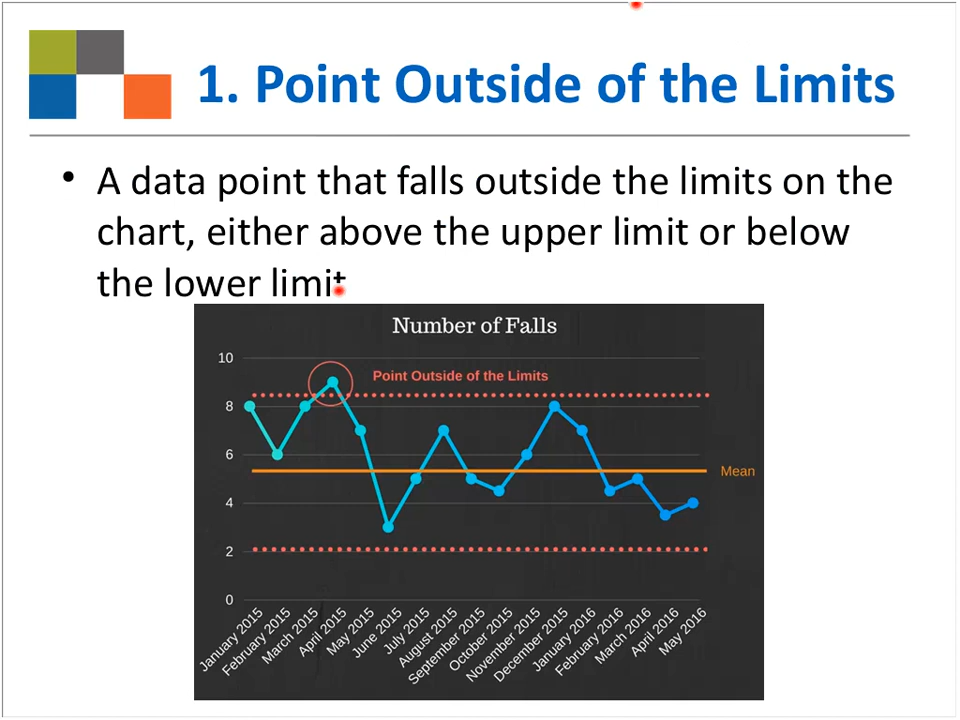 1. Point Outside of the Limits
• A data point that falls outside the limits on the
chart, either above the upper limit or below
the lower limit
Number of Falls
10
Point Outside of the Limits
8
6
Mean
4
2
0
January 2015
February 2015
March 2015
April 2015
May 2015
June 2015
July 2015
August 2015
September 2015
October 2015
November 2015
December 2015
January 2016
February 2016
March 2016
April 2016
May 2016